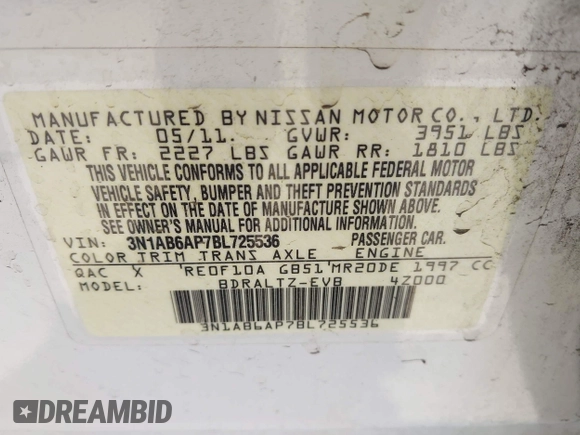 MANUFACTURED BY NISSAN MOTOR CO., LTD.
DATE: 05/11. GVWR: 3951 LBS
GAWR FR: 2227 LBS GAWR RR: 1810 LBS
THIS VEHICLE CONFORMS TO ALL APPLICABLE FEDERAL MOTOR
VEHICLE SAFETY, BUMPER AND THEFT PREVENTION STANDARDS
IN EFFECT ON THE DATE OF MANUFACTURE SHOWN ABOVE.
SEE OWNER'S MANUAL FOR ADDITIONAL INFORMATION
VIN: 3N1AB6AP7BL725536 PASSENGER CAR.
COLOR TRIM TRANS AXLE ENGINE
QAC X 'RE0F10A GB51'MR20DE 1997 CC
MODEL: BDRALTZ-EVB 4Z000
3N1AB6AP7BL725536
DREAMBID